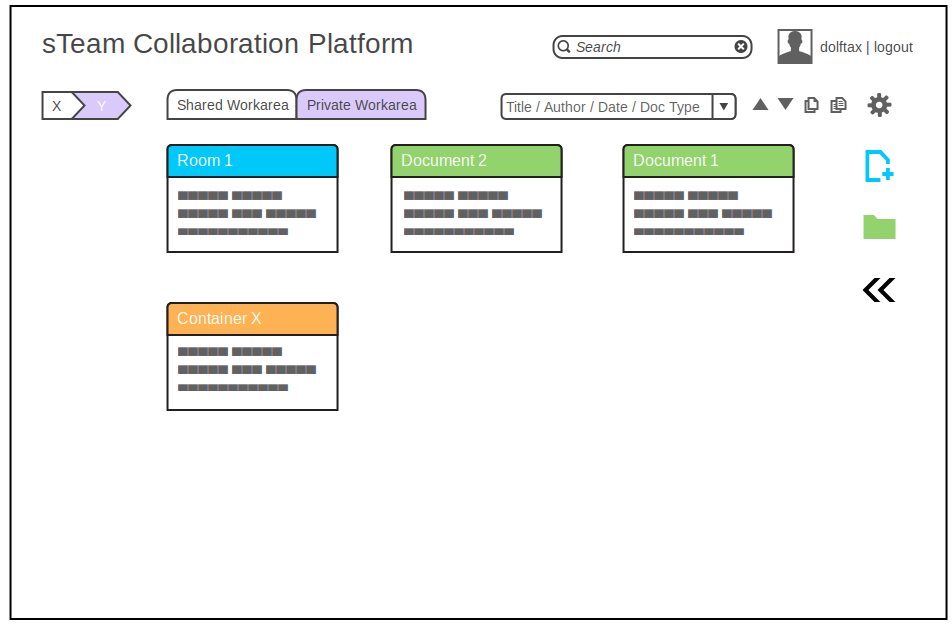 sTeam Collaboration Platform
Search
dolftax | logout
X
Y
Shared Workarea
Private Workarea
Title / Author / Date / Doc Type
Room 1
Document 2
Document 1
Container X